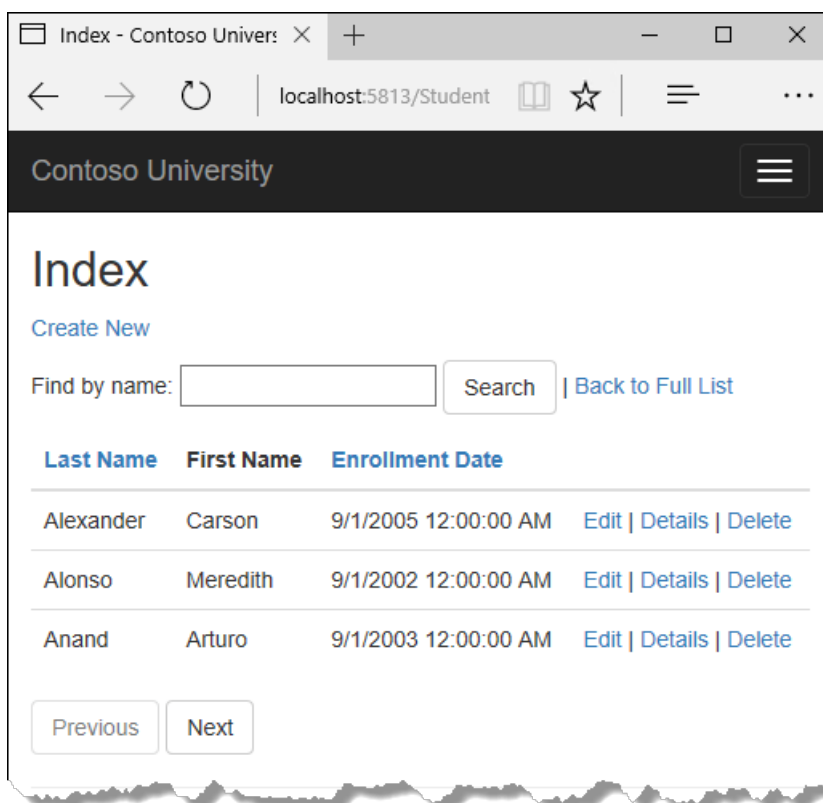 Index - Contoso Univers
localhost:5813/Student
Contoso University
Index
Create New
Find by name: Search | Back to Full List
Last Name First Name Enrollment Date
Alexander Carson 9/1/2005 12:00:00 AM Edit | Details | Delete
Alonso Meredith 9/1/2002 12:00:00 AM Edit | Details | Delete
Anand Arturo 9/1/2003 12:00:00 AM Edit | Details | Delete
Previous Next